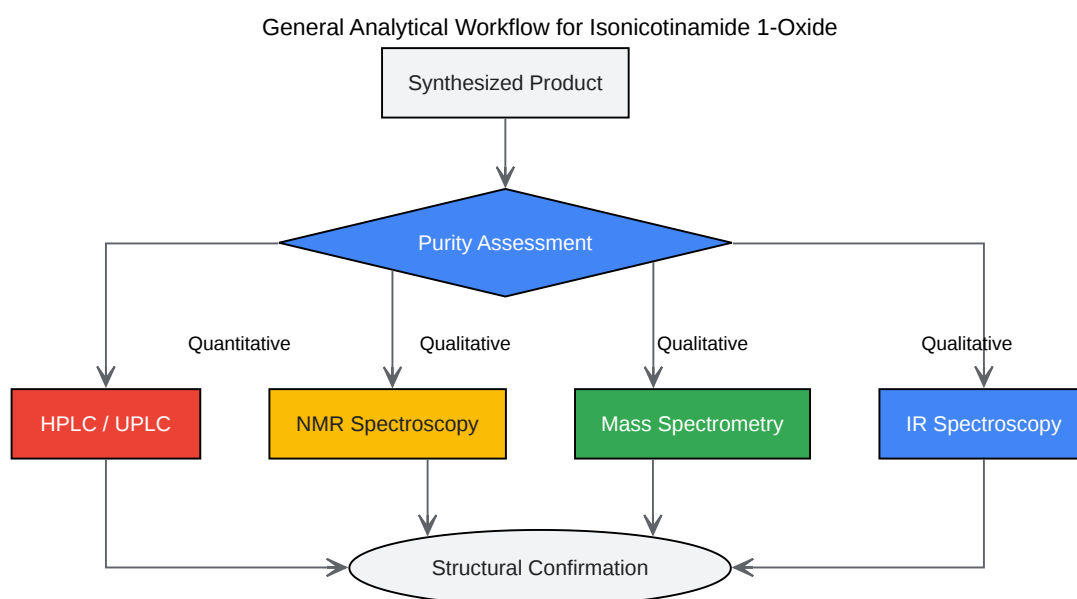 General Analytical Workflow for Isonicotinamide 1-Oxide
Synthesized Product
Purity Assessment
Quantitative
Qualitative
Qualitative
Qualitative
HPLC / UPLC
NMR Spectroscopy
Mass Spectrometry
IR Spectroscopy
Structural Confirmation